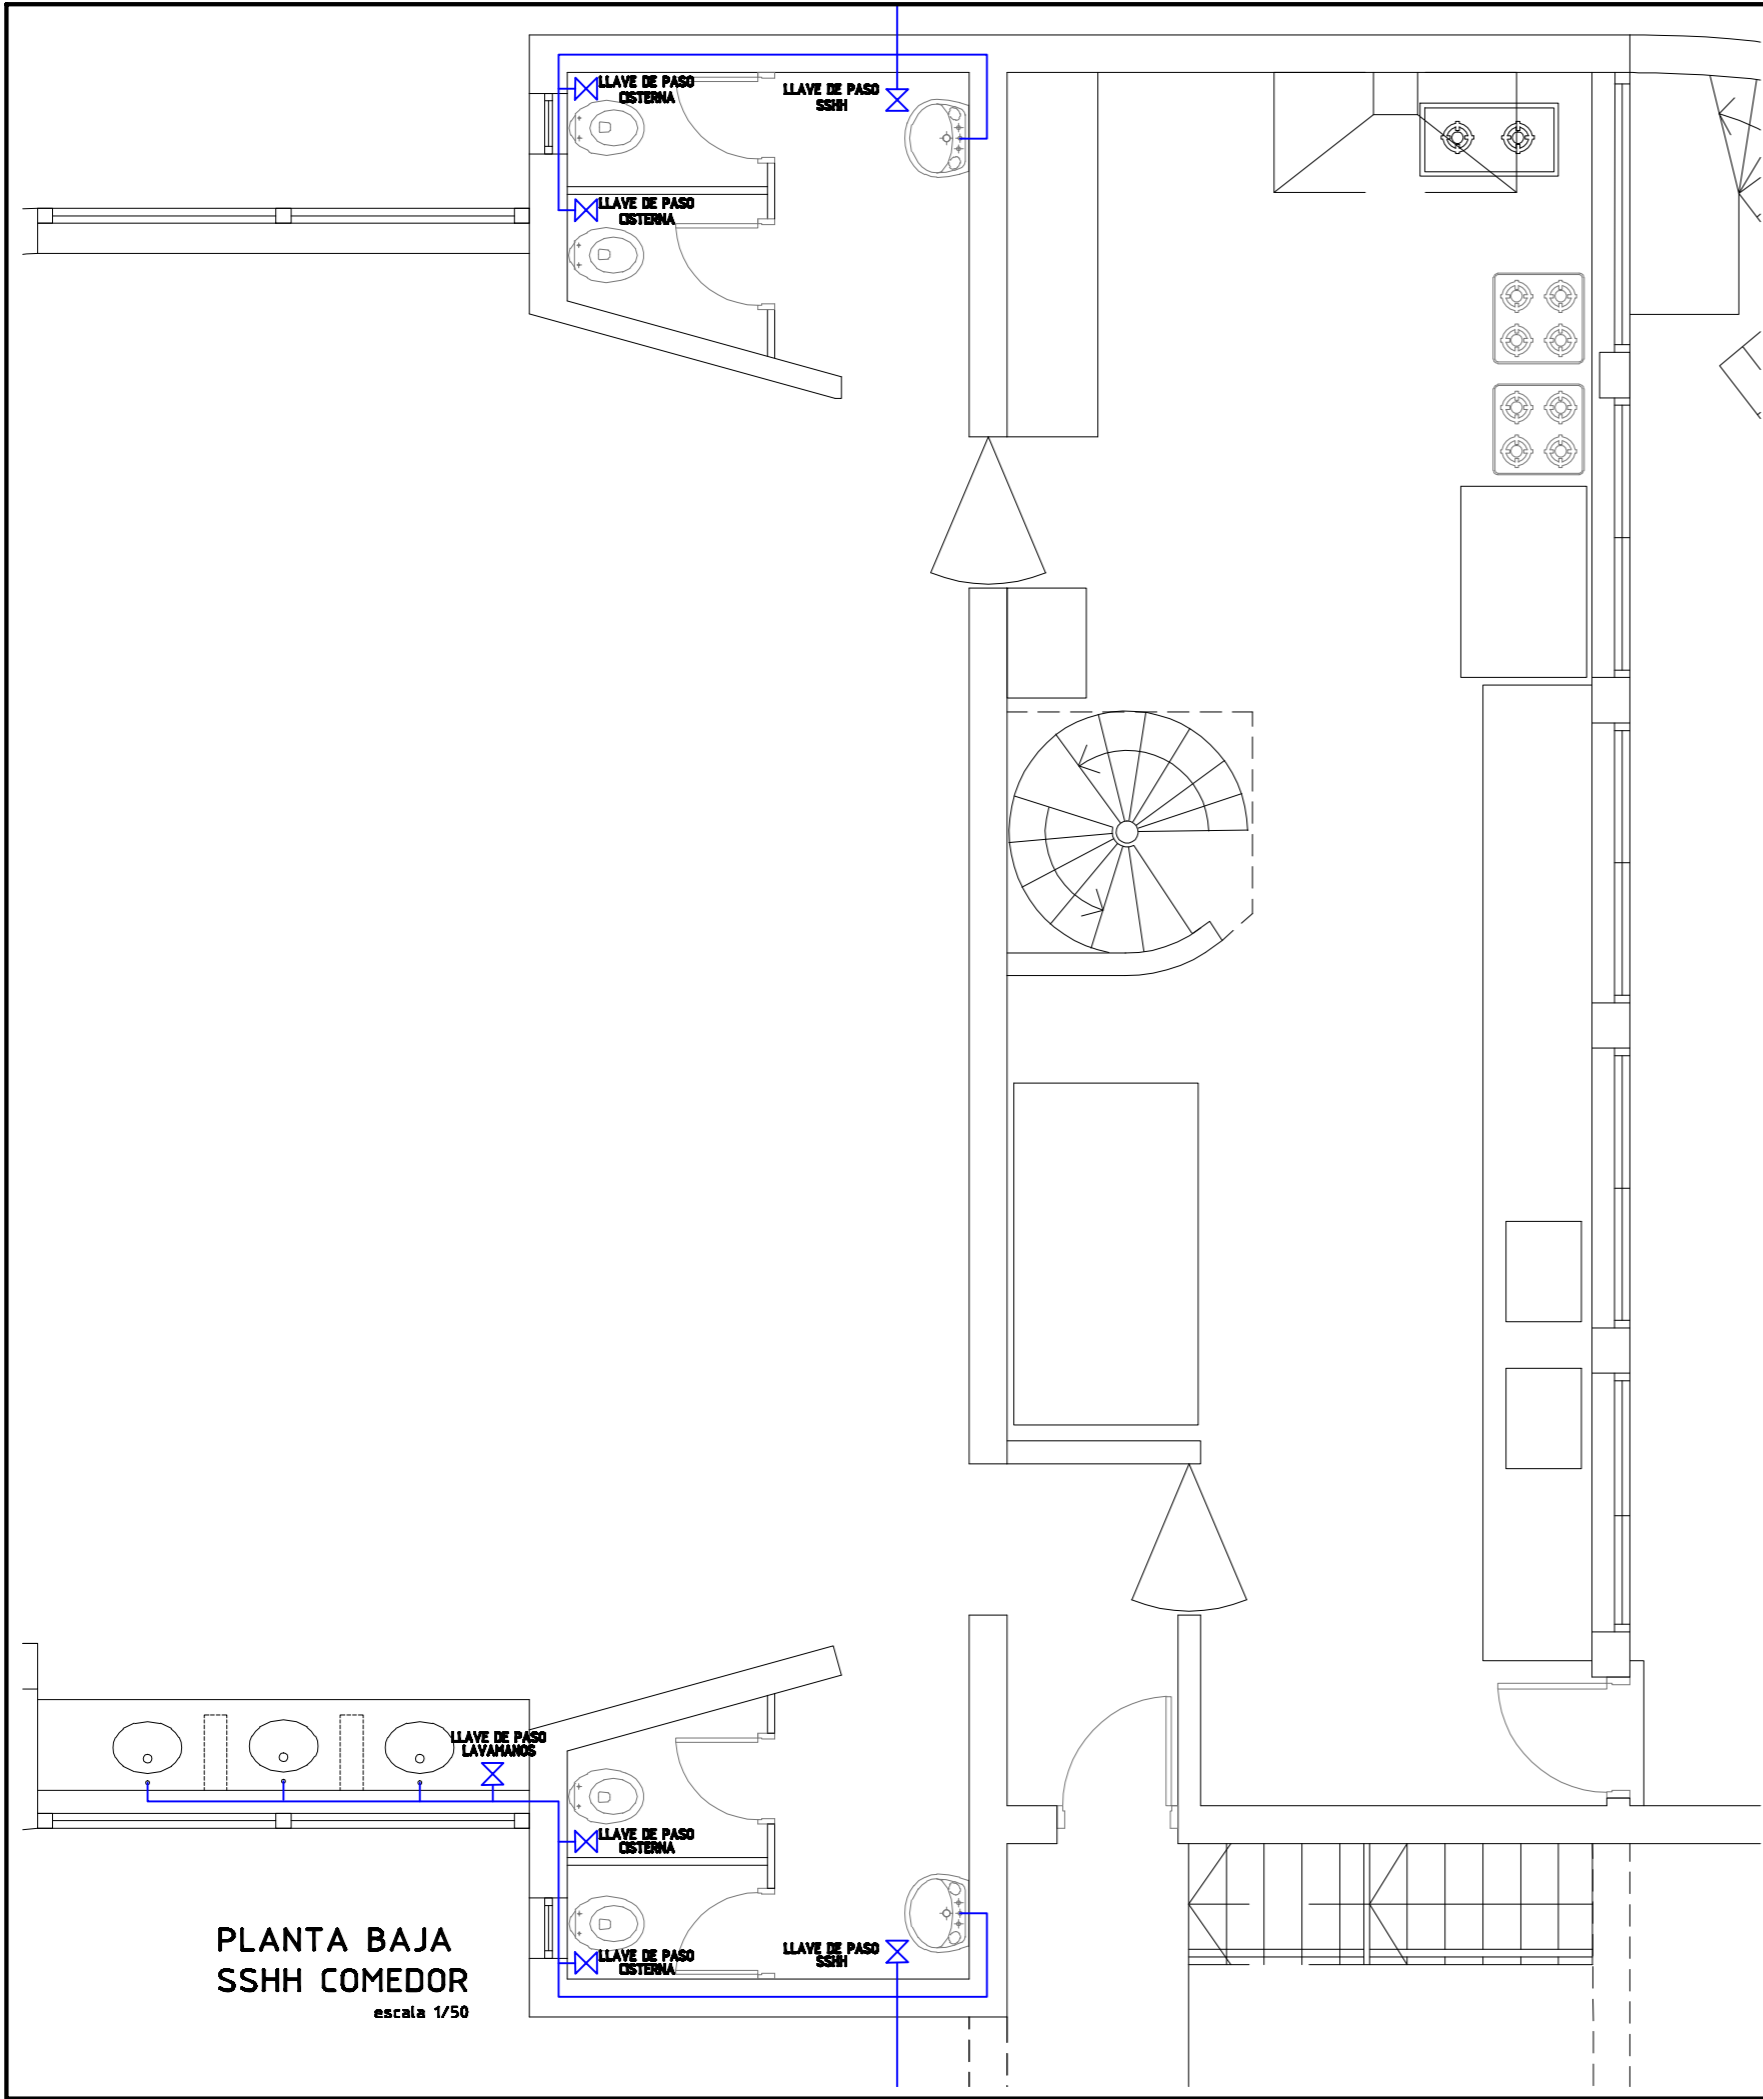 LLAVE DE PASO
CISTERNA
LLAVE DE PASO
SSHH
LLAVE DE PASO
CISTERNA
LLAVE DE PASO
LAVAMANOS
LLAVE DE PASO
CISTERNA
LLAVE DE PASO
SSHH
LLAVE DE PASO
CISTERNA
PLANTA BAJA
SSHH COMEDOR
escala 1/50